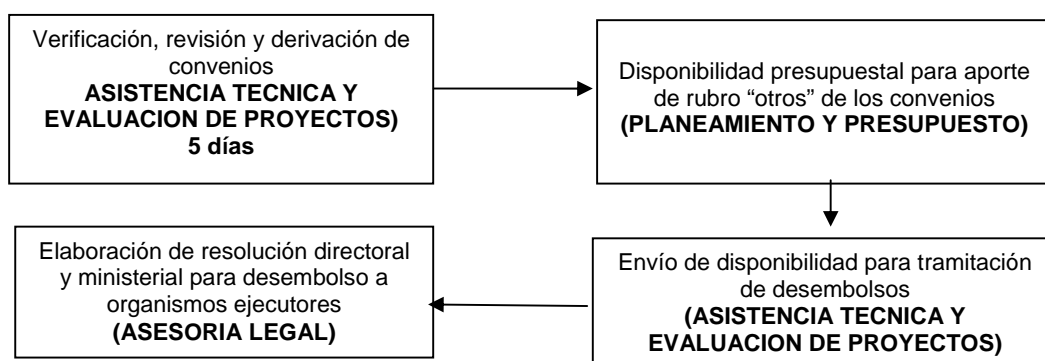 Verificación, revisión y derivación de
convenios
ASISTENCIA TECNICA Y
EVALUACION DE PROYECTOS)
5 días
Disponibilidad presupuestal para aporte
de rubro “otros” de los convenios
(PLANEAMIENTO Y PRESUPUESTO)
Envío de disponibilidad para tramitación
de desembolsos
(ASISTENCIA TECNICA Y
EVALUACION DE PROYECTOS)
Elaboración de resolución directoral
y ministerial para desembolso a
organismos ejecutores
(ASESORIA LEGAL)